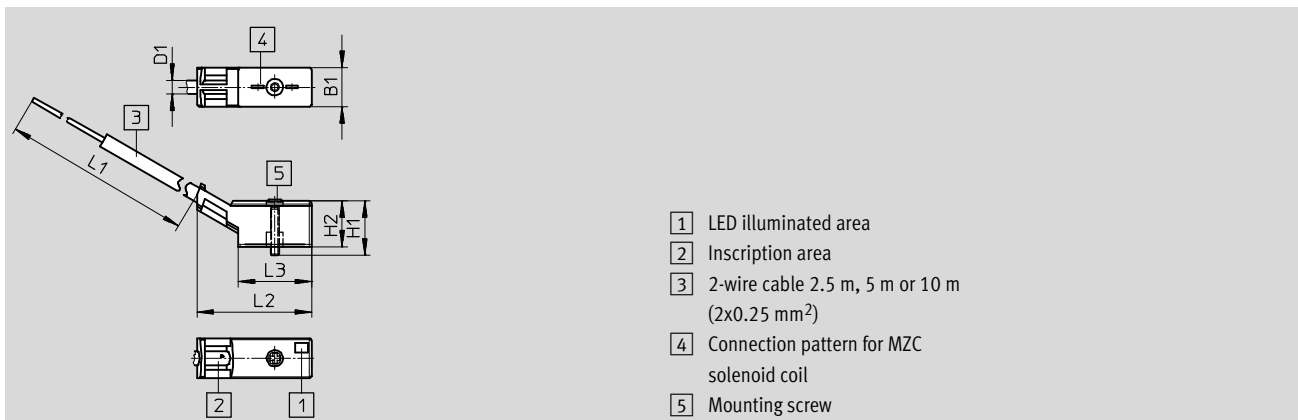 D1
4
B1
3
L1
5
H2
H1
L3
L2
2
1
1 LED illuminated area
2 Inscription area
3 2-wire cable 2.5 m, 5 m or 10 m
(2x0.25 mm²)
4 Connection pattern for MZC
solenoid coil
5 Mounting screw